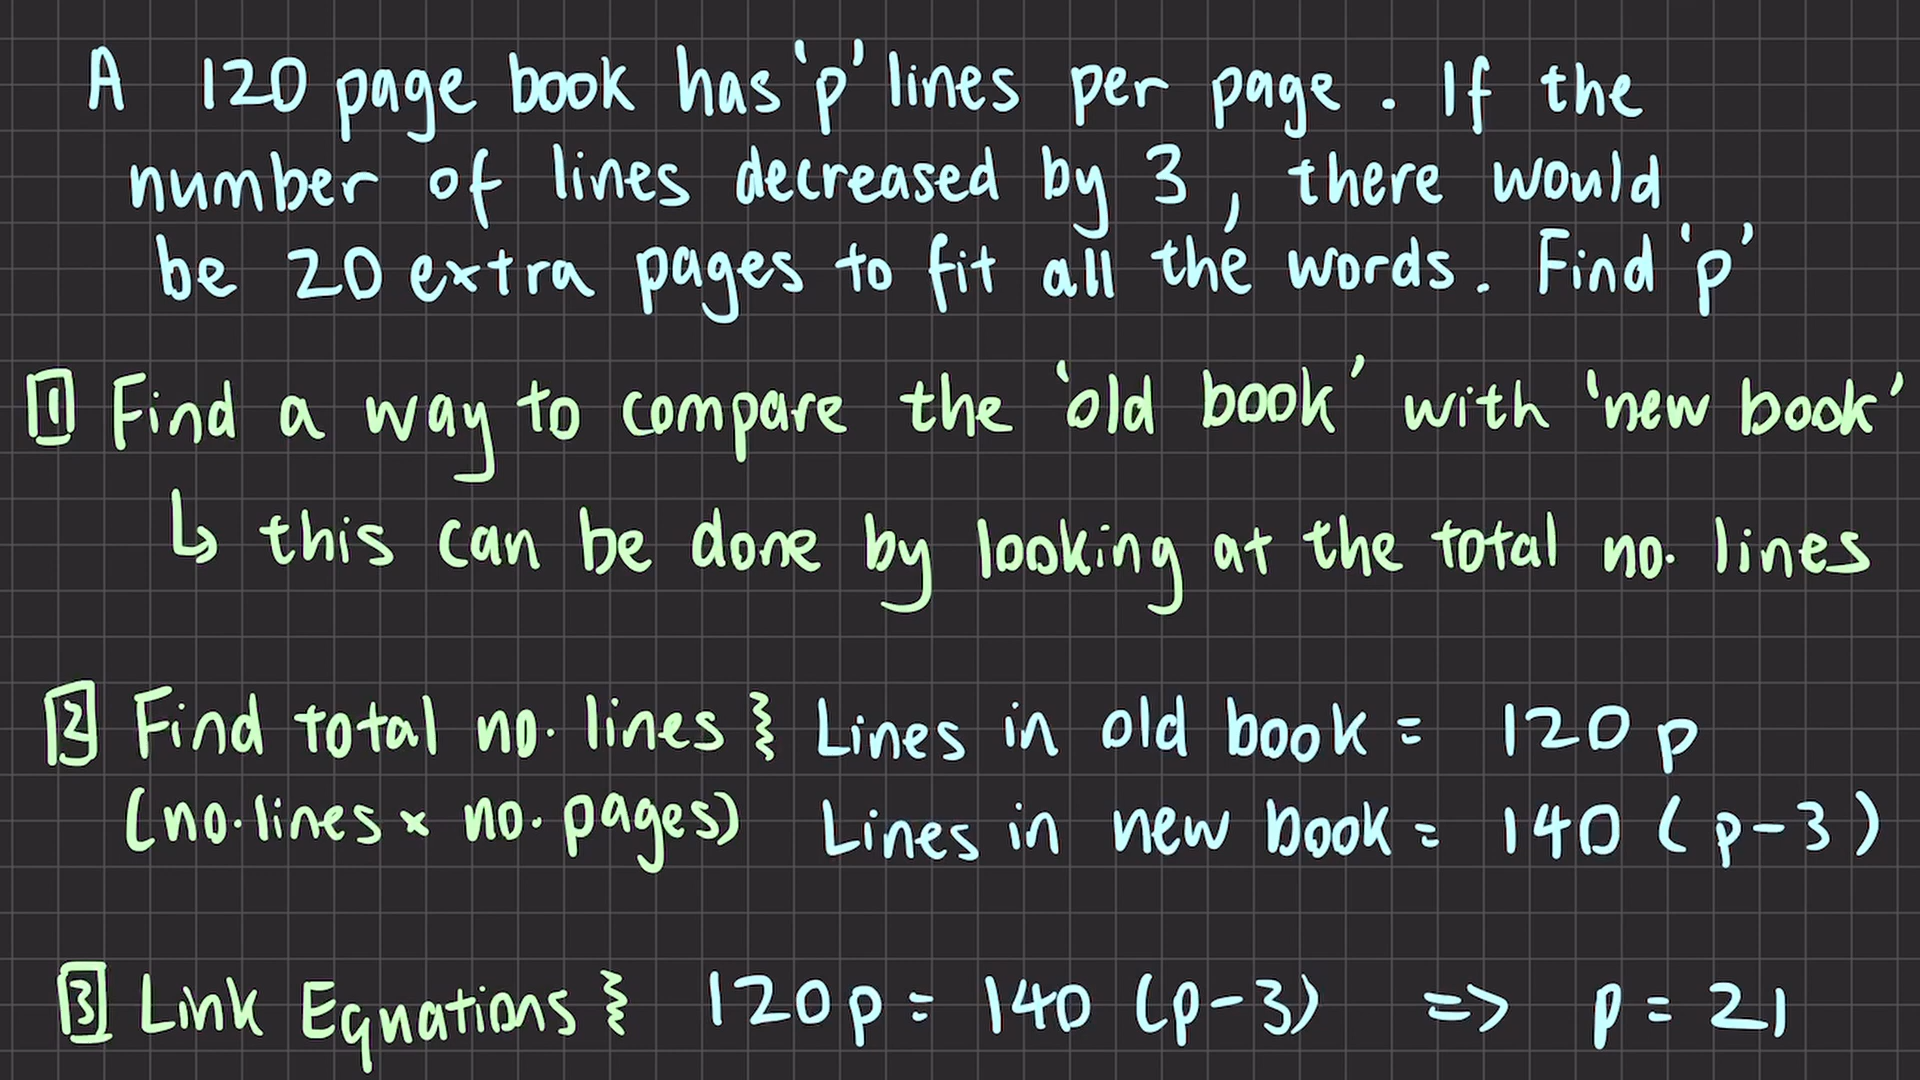 A 120 page book has 'p' lines per page. If the
number of lines decreased by 3, there would
be 20 extra pages to fit all the words. Find 'p'
1 Find a way to compare the 'old book' with 'new book'
↳ this can be done by looking at the total no. lines
2 Find total no. lines } Lines in old book = 120 p
(no. lines × no. pages) Lines in new book = 140 (p-3)
3 Link Equations } 120p = 140 (p-3) => p = 21